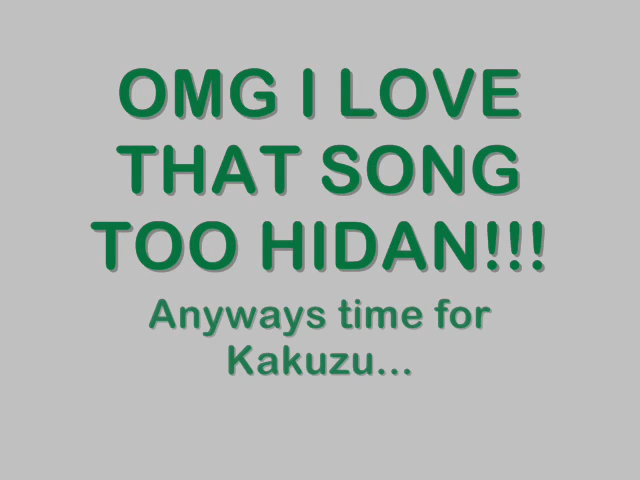 OMG I LOVE
THAT SONG
TOO HIDAN!!!
Anyways time for
Kakuzu...